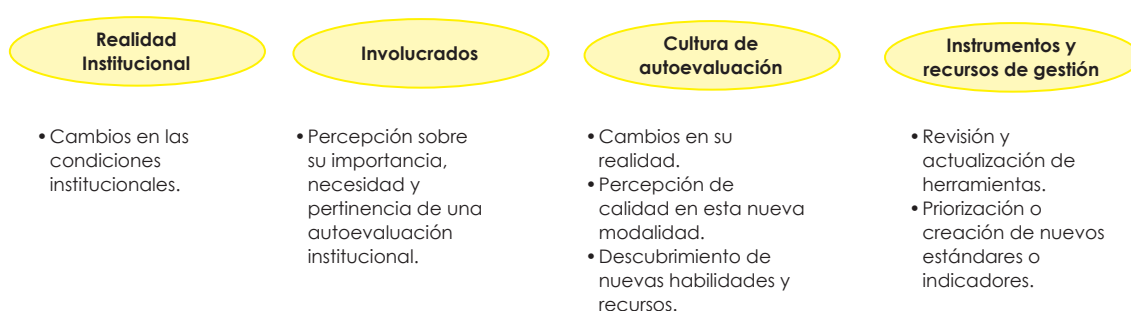 Realidad
Institucional
• Cambios en las
condiciones
institucionales.
Involucrados
• Percepción sobre
su importancia,
necesidad y
pertinencia de una
autoevaluación
institucional.
Cultura de
autoevaluación
• Cambios en su
realidad.
• Percepción de
calidad en esta nueva
modalidad.
• Descubrimiento de
nuevas habilidades y
recursos.
Instrumentos y
recursos de gestión
• Revisión y
actualización de
herramientas.
• Priorización o
creación de nuevos
estándares o
indicadores.